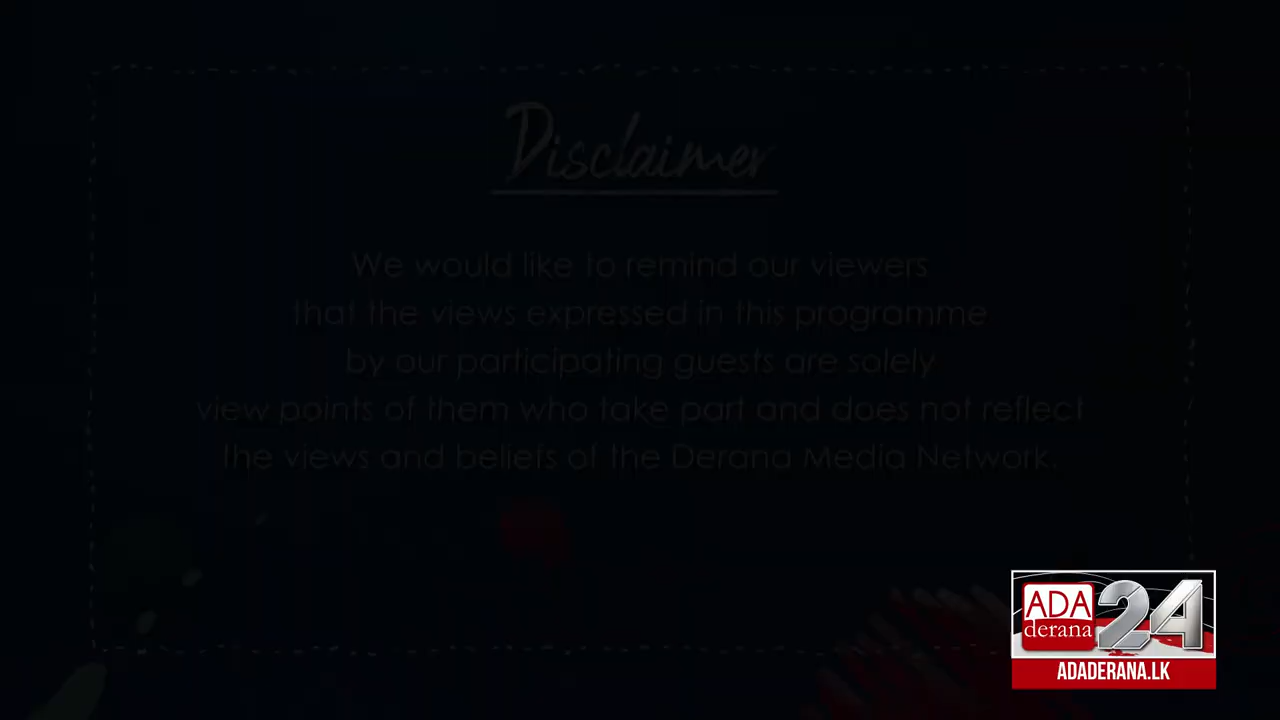 Disclaimer
We would like to remind our viewers
that the views expressed in this programme
by our participating guests are solely
view points of them who take part and does not reflect
the views and beliefs of the Derana Media Network.
ADA
derana
24
ADADERANA.LK